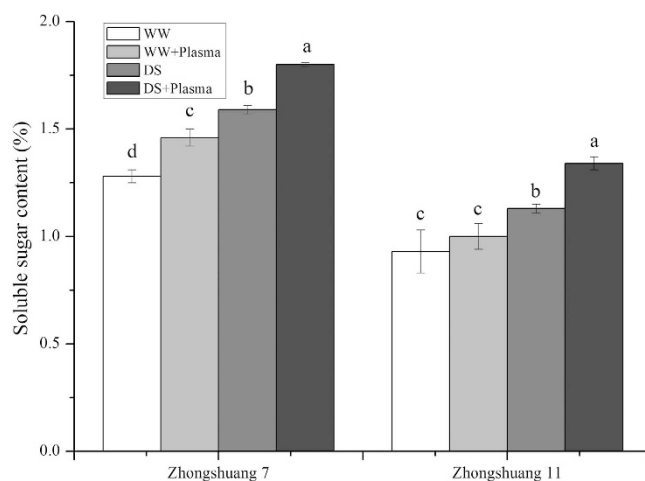 WW
WW+Plasma
DS
DS+Plasma
Soluble sugar content (%)
2.0
1.5
1.0
0.5
0.0
d
c
b
a
c
c
b
a
Zhongshuang 7
Zhongshuang 11